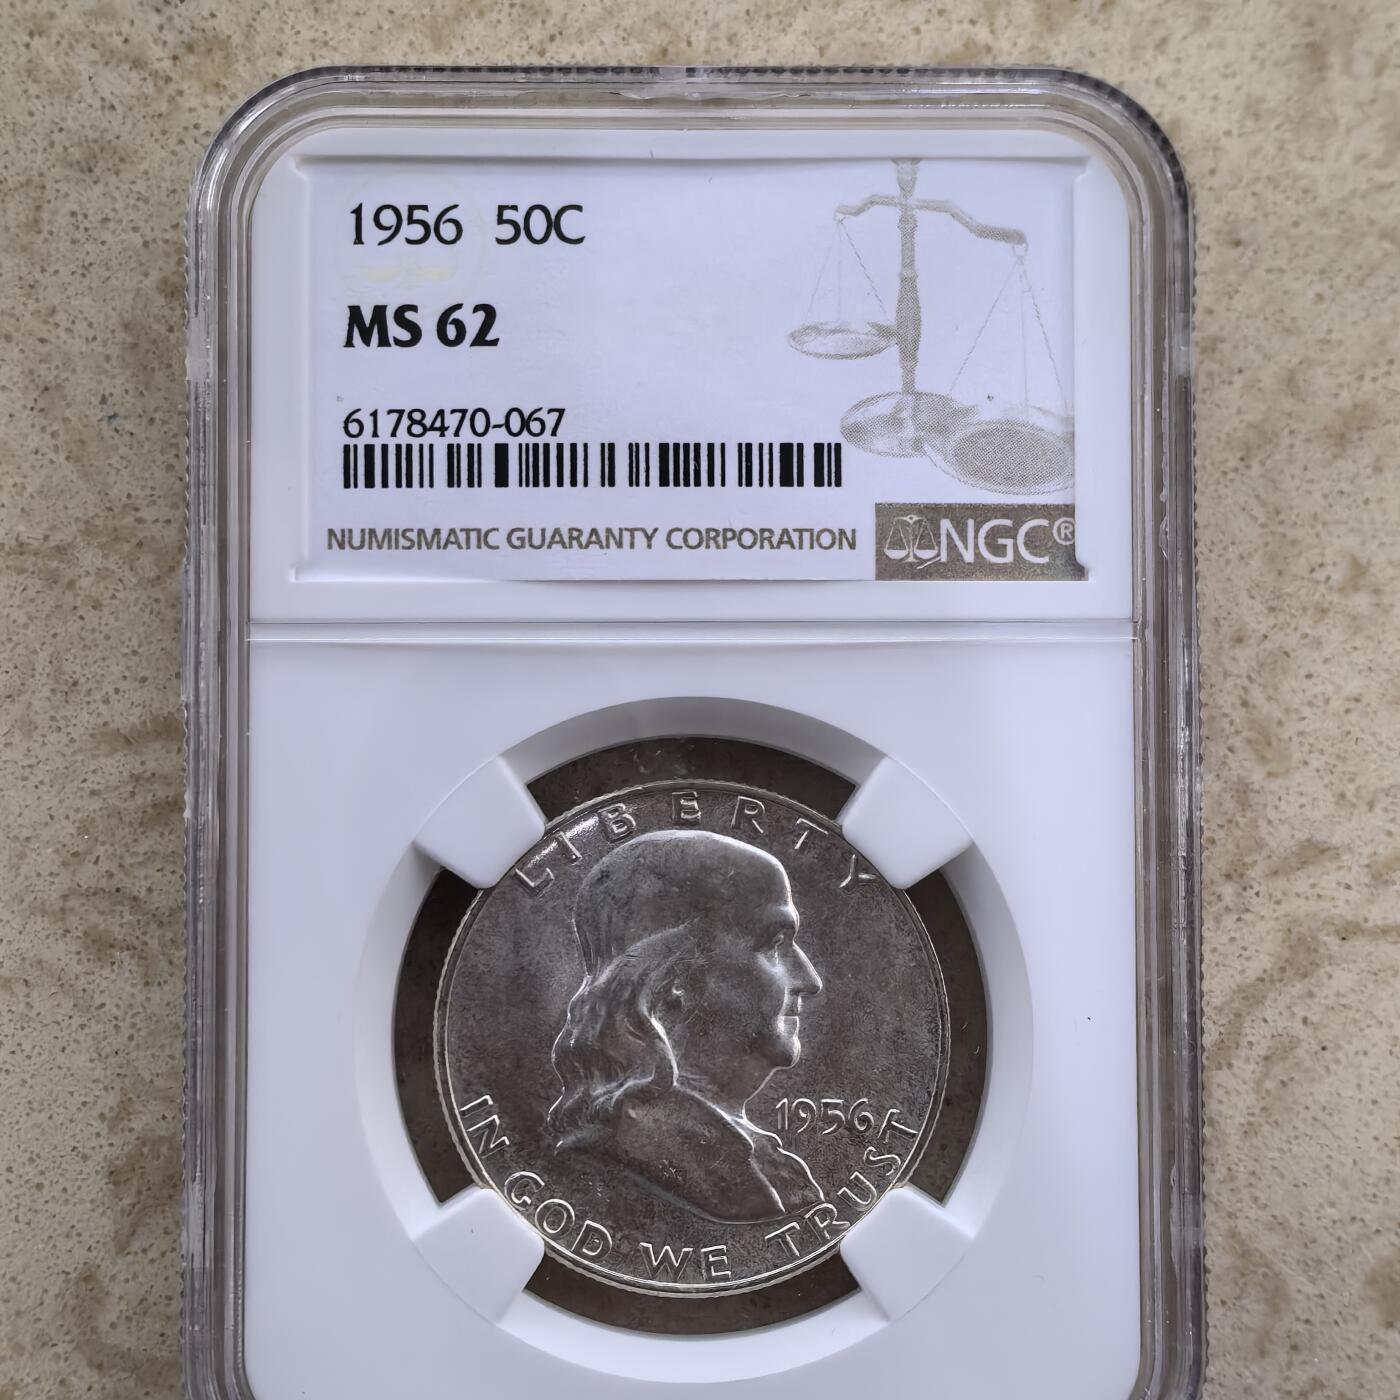 1956 50C
MS 62
6178470-067
NUMISMATIC GUARANTY CORPORATION
NGC®
LIBERTY
1956
IN GOD WE TRUST